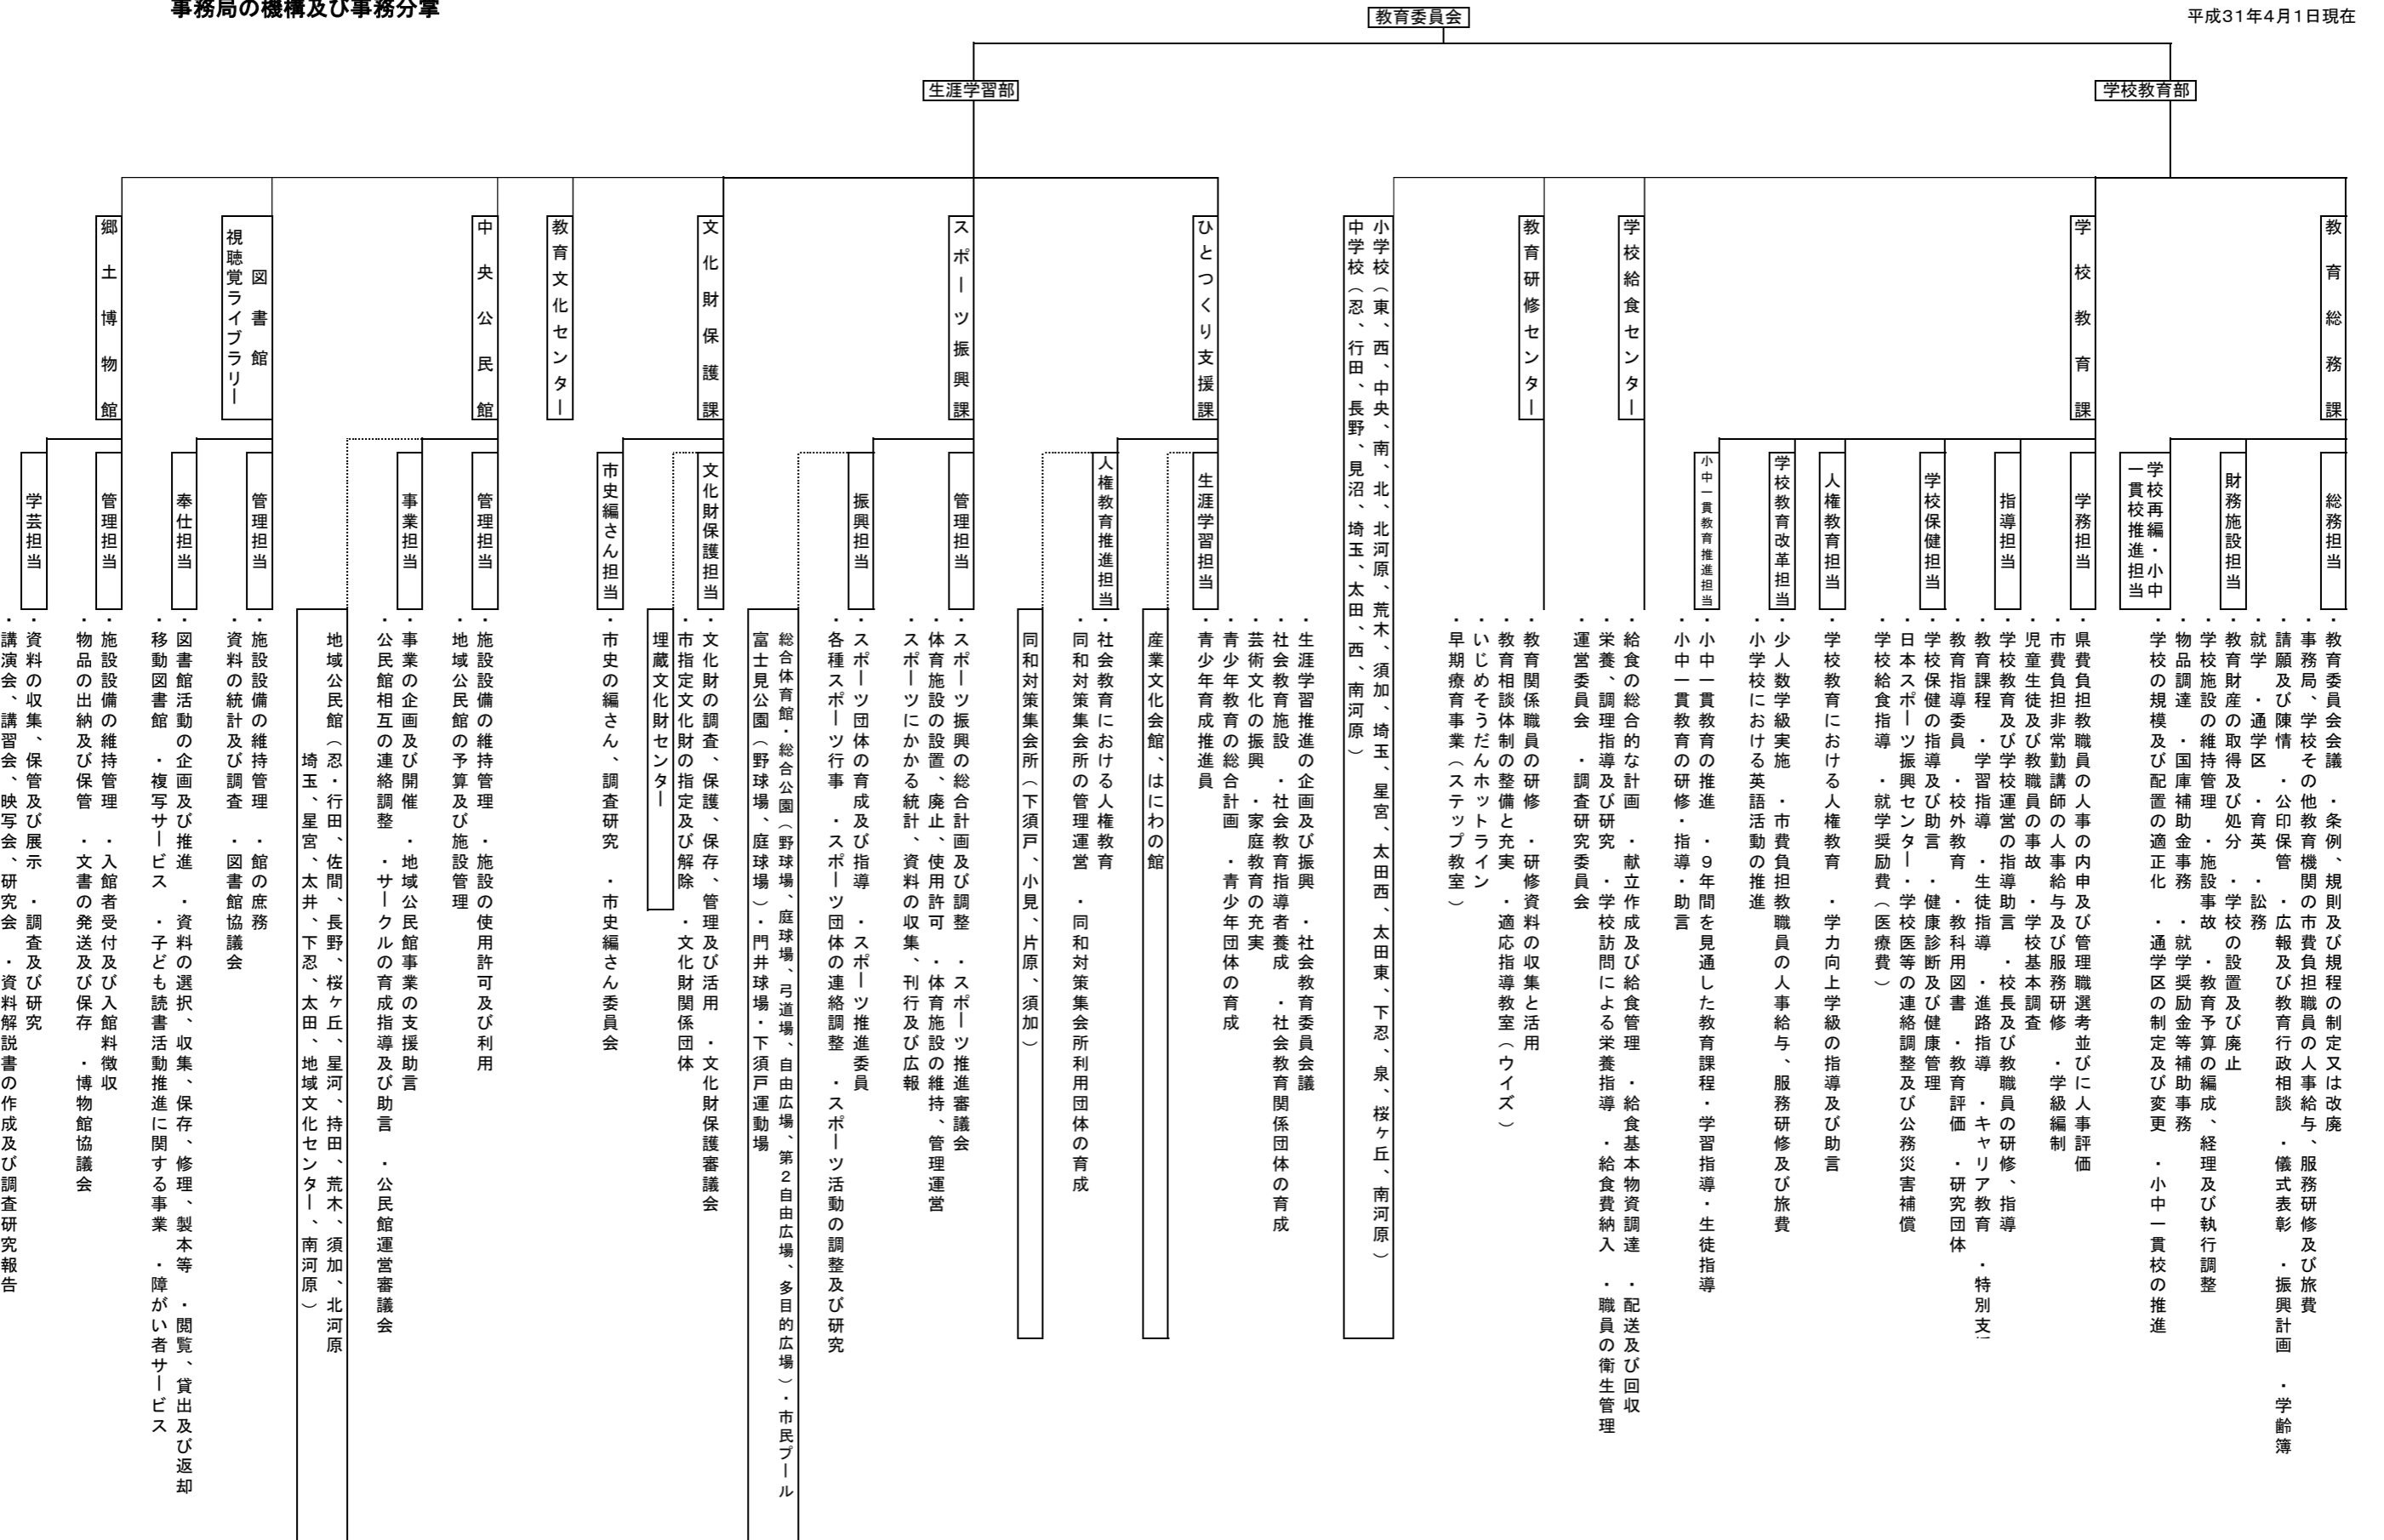 事務局の機構及び事務分掌
平成31年4月1日現在
教育委員会
学校教育部
生涯学習部
教育総務課
総務担当
・教育委員会会議　・条例、規則及び規程の制定又は改廃
・事務局、学校その他教育機関の市費負担職員の人事給与、服務研修及び旅費
・請願及び陳情　・公印保管　・広報及び教育行政相談　・儀式表彰　・振興計画　・学齢簿
・就学　・通学区　・育英　・訟務
財務施設担当
・教育財産の取得及び処分　・学校の設置及び廃止
・学校施設の維持管理　・施設事故　・教育予算の編成、経理及び執行調整
・物品調達　・国庫補助金事務　・就学奨励金等補助事務
学校再編・小中
一貫校推進担当
・学校の規模及び配置の適正化　・通学区の制定及び変更　・小中一貫校の推進
学校教育課
学務担当
・県費負担教職員の人事の内申及び管理職選考並びに人事評価
・市費負担非常勤講師の人事給与及び服務研修　・学級編制
・児童生徒及び教職員の事故　・学校基本調査
指導担当
・学校教育及び学校運営の指導助言　・校長及び教職員の研修、指導
・教育課程　・学習指導　・生徒指導　・進路指導　・キャリア教育　・特別支
・教育指導委員　・校外教育　・教科用図書　・教育評価　・研究団体
学校保健担当
・学校保健の指導及び助言　・健康診断及び健康管理
・日本スポーツ振興センター・学校医等の連絡調整及び公務災害補償
・学校給食指導　・就学奨励費（医療費）
人権教育担当
・学校教育における人権教育　・学力向上学級の指導及び助言
学校教育改革担当
・少人数学級実施　・市費負担教職員の人事給与、服務研修及び旅費
・小学校における英語活動の推進
小中一貫教育推進担当
・小中一貫教育の推進　・９年間を見通した教育課程・学習指導・生徒指導
・小中一貫教育の研修・指導・助言
学校給食センター
・給食の総合的な計画　・献立作成及び給食管理　・給食基本物資調達　・配送及び回収
・栄養、調理指導及び研究　・学校訪問による栄養指導　・給食費納入　・職員の衛生管理
・運営委員会　・調査研究委員会
教育研修センター
・教育関係職員の研修　・研修資料の収集と活用
・教育相談体制の整備と充実　・適応指導教室（ウイズ）
・いじめそうだんホットライン
・早期療育事業（ステップ教室）
小学校（東、西、中央、南、北、北河原、荒木、須加、埼玉、星宮、太田西、太田東、下忍、泉、桜ヶ丘、南河原）
中学校（忍、行田、長野、見沼、埼玉、太田、西、南河原）
ひとつくり支援課
生涯学習担当
・生涯学習推進の企画及び振興　・社会教育委員会議
・社会教育施設　・社会教育指導者養成　・社会教育関係団体の育成
・芸術文化の振興　・家庭教育の充実
・青少年教育の総合計画　・青少年団体の育成
・青少年育成推進員
産業文化会館、はにわの館
人権教育推進担当
・社会教育における人権教育
・同和対策集会所の管理運営　・同和対策集会所利用団体の育成
同和対策集会所（下須戸、小見、片原、須加）
スポーツ振興課
管理担当
・スポーツ振興の総合計画及び調整　・スポーツ推進審議会
・体育施設の設置、廃止、使用許可　・体育施設の維持、管理運営
・スポーツにかかる統計、資料の収集、刊行及び広報
振興担当
・スポーツ団体の育成及び指導　・スポーツ推進委員
・各種スポーツ行事　・スポーツ団体の連絡調整　・スポーツ活動の調整及び研究
総合体育館・総合公園（野球場、庭球場、弓道場、自由広場、第２自由広場、多目的広場）・市民プール
富士見公園（野球場、庭球場）・門井球場・下須戸運動場
文化財保護課
文化財保護担当
・文化財の調査、保護、保存、管理及び活用　・文化財保護審議会
・市指定文化財の指定及び解除　・文化財関係団体
埋蔵文化財センター
市史編さん担当
・市史の編さん、調査研究　・市史編さん委員会
教育文化センター
中央公民館
管理担当
・施設設備の維持管理　・施設の使用許可及び利用
・地域公民館の予算及び施設管理
事業担当
・事業の企画及び開催　・地域公民館事業の支援助言
・公民館相互の連絡調整　・サークルの育成指導及び助言　・公民館運営審議会
地域公民館（忍・行田、佐間、長野、桜ヶ丘、星河、持田、荒木、須加、北河原
埼玉、星宮、太井、下忍、太田、地域文化センター、南河原）
図書館
視聴覚ライブラリー
管理担当
・施設設備の維持管理　・館の庶務
・資料の統計及び調査　・図書館協議会
奉仕担当
・図書館活動の企画及び推進　・資料の選択、収集、保存、修理、製本等　・閲覧、貸出及び返却
・移動図書館　・複写サービス　・子ども読書活動推進に関する事業　・障がい者サービス
郷土博物館
管理担当
・施設設備の維持管理　・入館者受付及び入館料徴収
・物品の出納及び保管　・文書の発送及び保存　・博物館協議会
学芸担当
・資料の収集、保管及び展示　・調査及び研究
・講演会、講習会、映写会、研究会　・資料解説書の作成及び調査研究報告